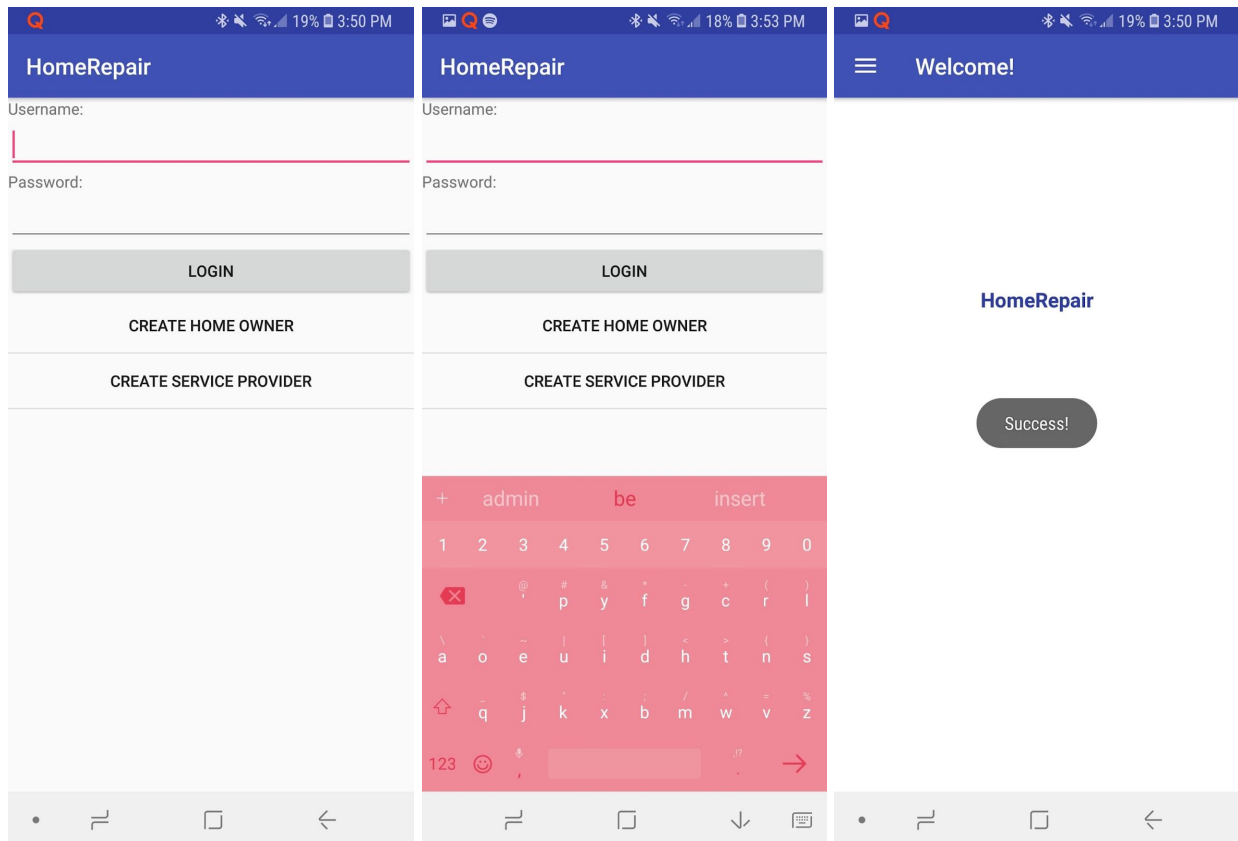 19% 3:50 PM
HomeRepair
Username:
Password:
LOGIN
CREATE HOME OWNER
CREATE SERVICE PROVIDER
18% 3:53 PM
HomeRepair
Username:
Password:
LOGIN
CREATE HOME OWNER
CREATE SERVICE PROVIDER
+ admin be insert
1 2 3 4 5 6 7 8 9 0
@ # & * - + ( )
' p y f g c r l
\ ` ~ | [ ] < > { }
a o e u i d h t n s
_ $ " : ; / ^ = %
q j k x b m w v z
,!?
123 , .
19% 3:50 PM
Welcome!
HomeRepair
Success!